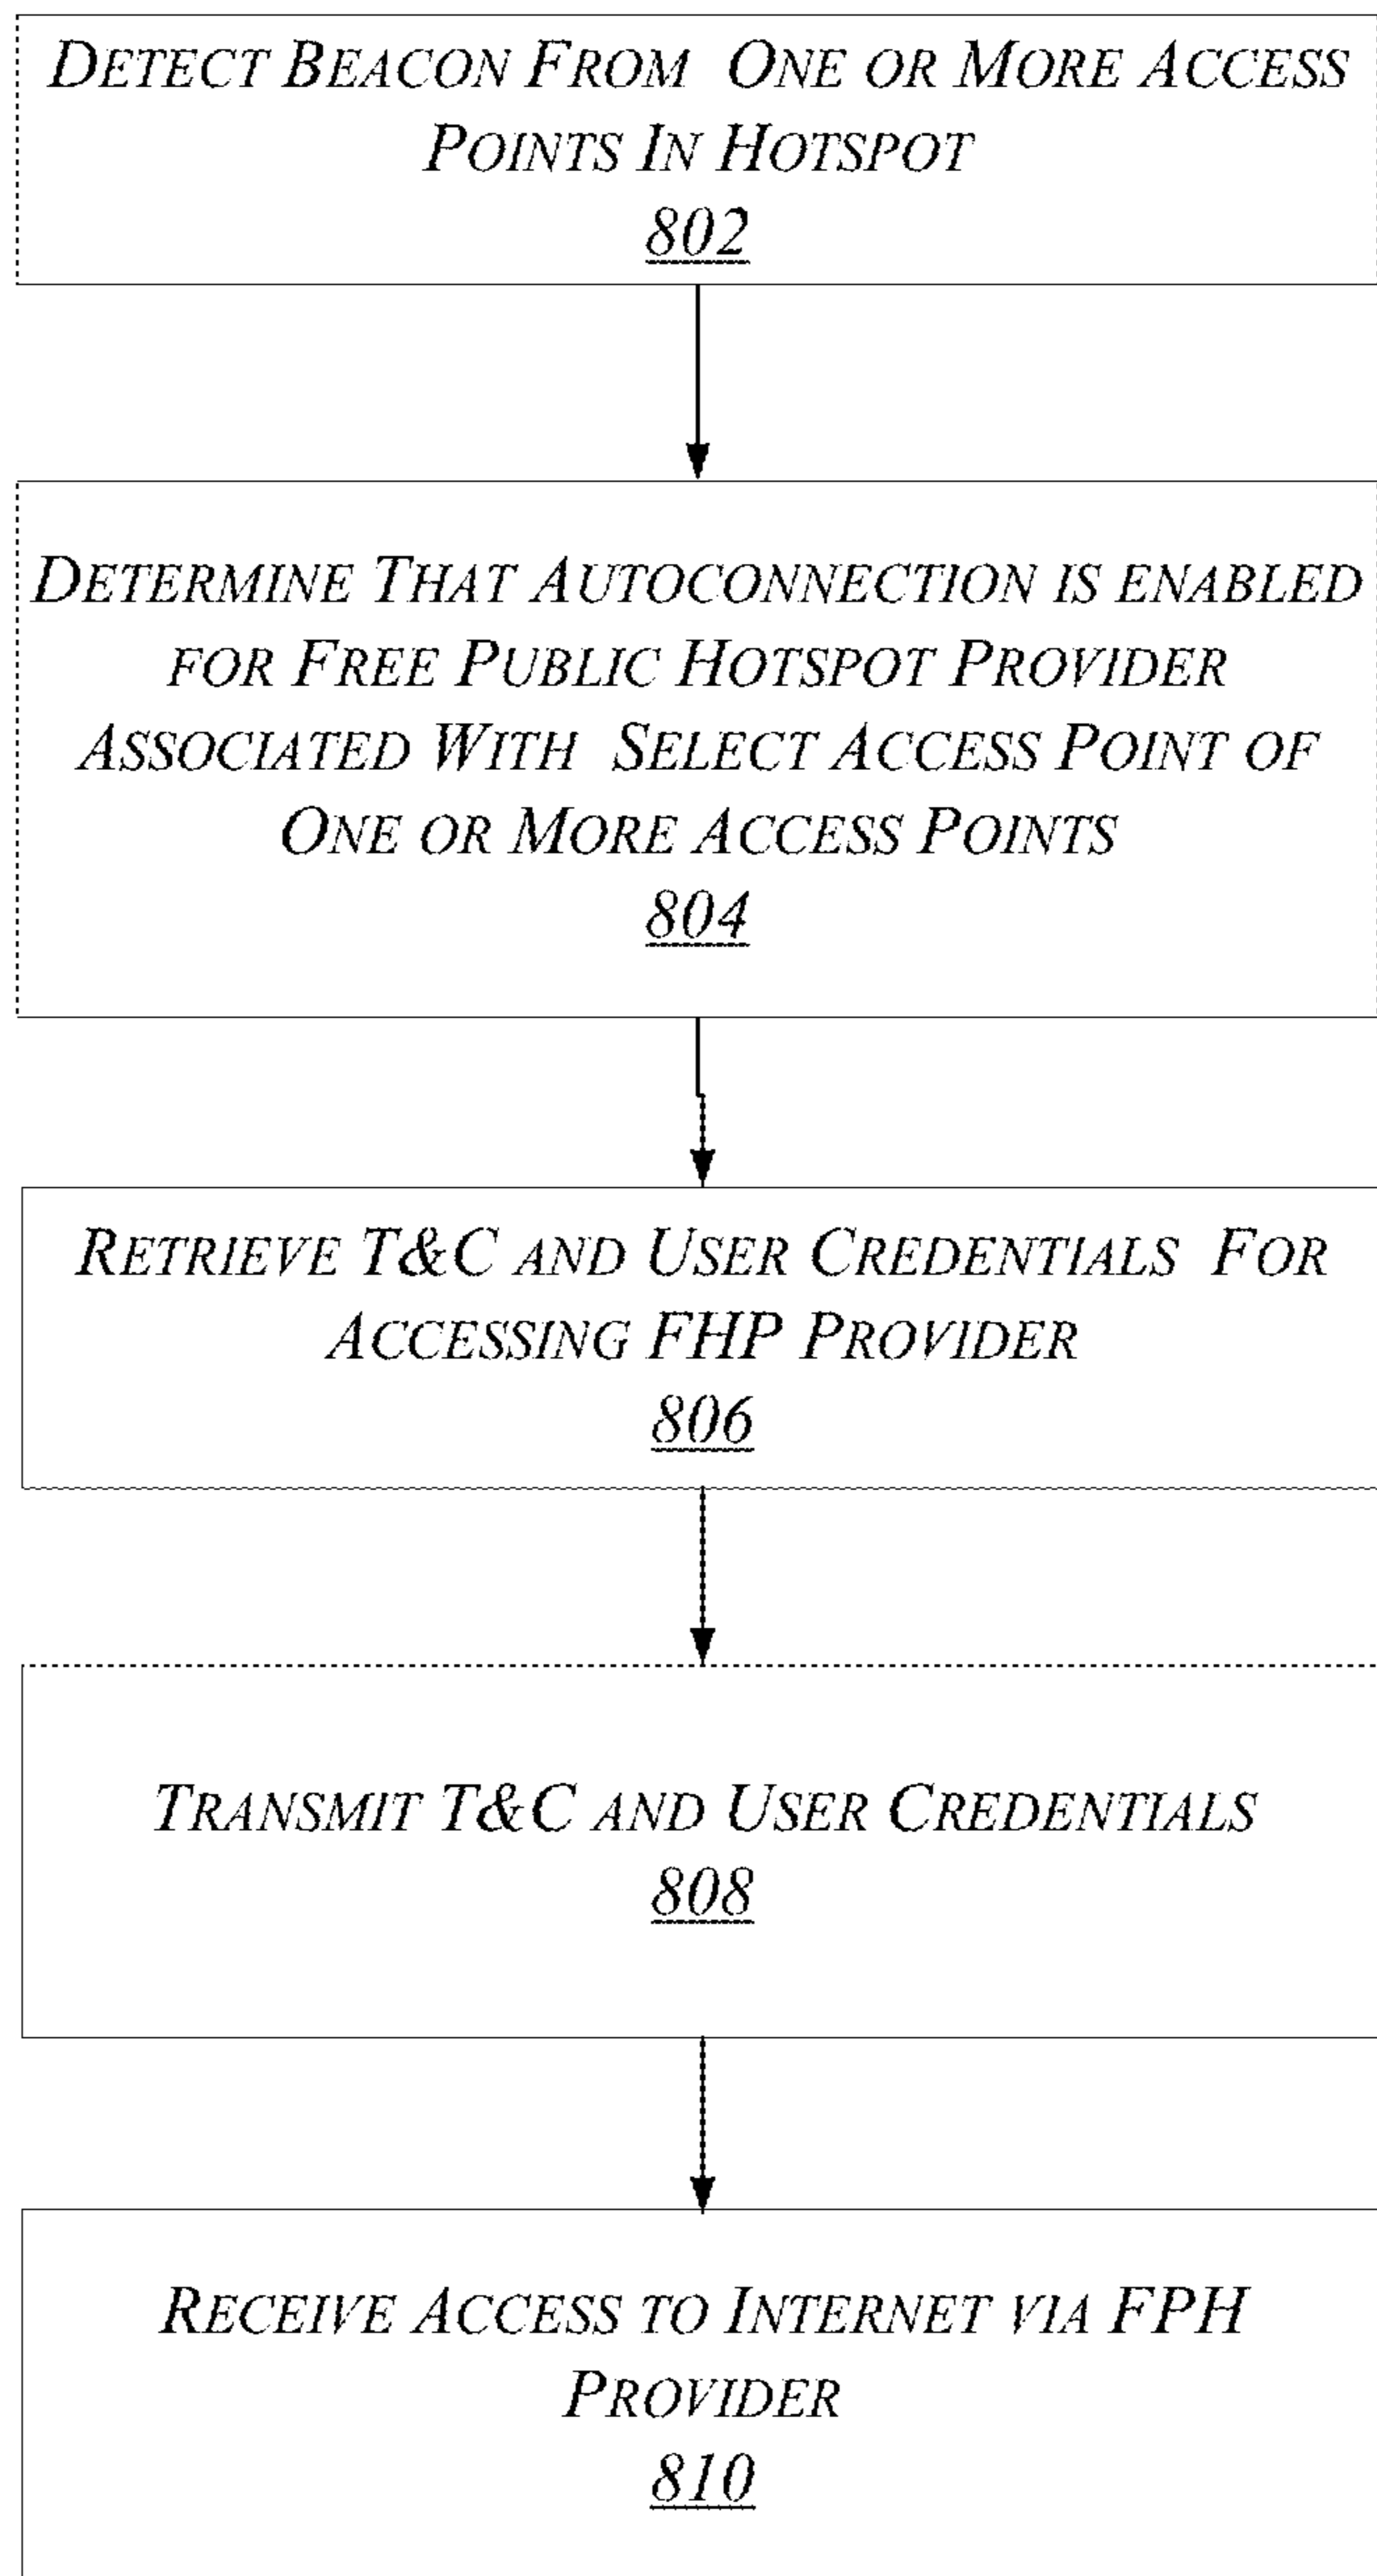 DETECT BEACON FROM ONE OR MORE ACCESS
POINTS IN HOTSPOT
802
DETERMINE THAT AUTOCONNECTION IS ENABLED
FOR FREE PUBLIC HOTSPOT PROVIDER
ASSOCIATED WITH SELECT ACCESS POINT OF
ONE OR MORE ACCESS POINTS
804
RETRIEVE T&C AND USER CREDENTIALS FOR
ACCESSING FHP PROVIDER
806
TRANSMIT T&C AND USER CREDENTIALS
808
RECEIVE ACCESS TO INTERNET VIA FPH
PROVIDER
810